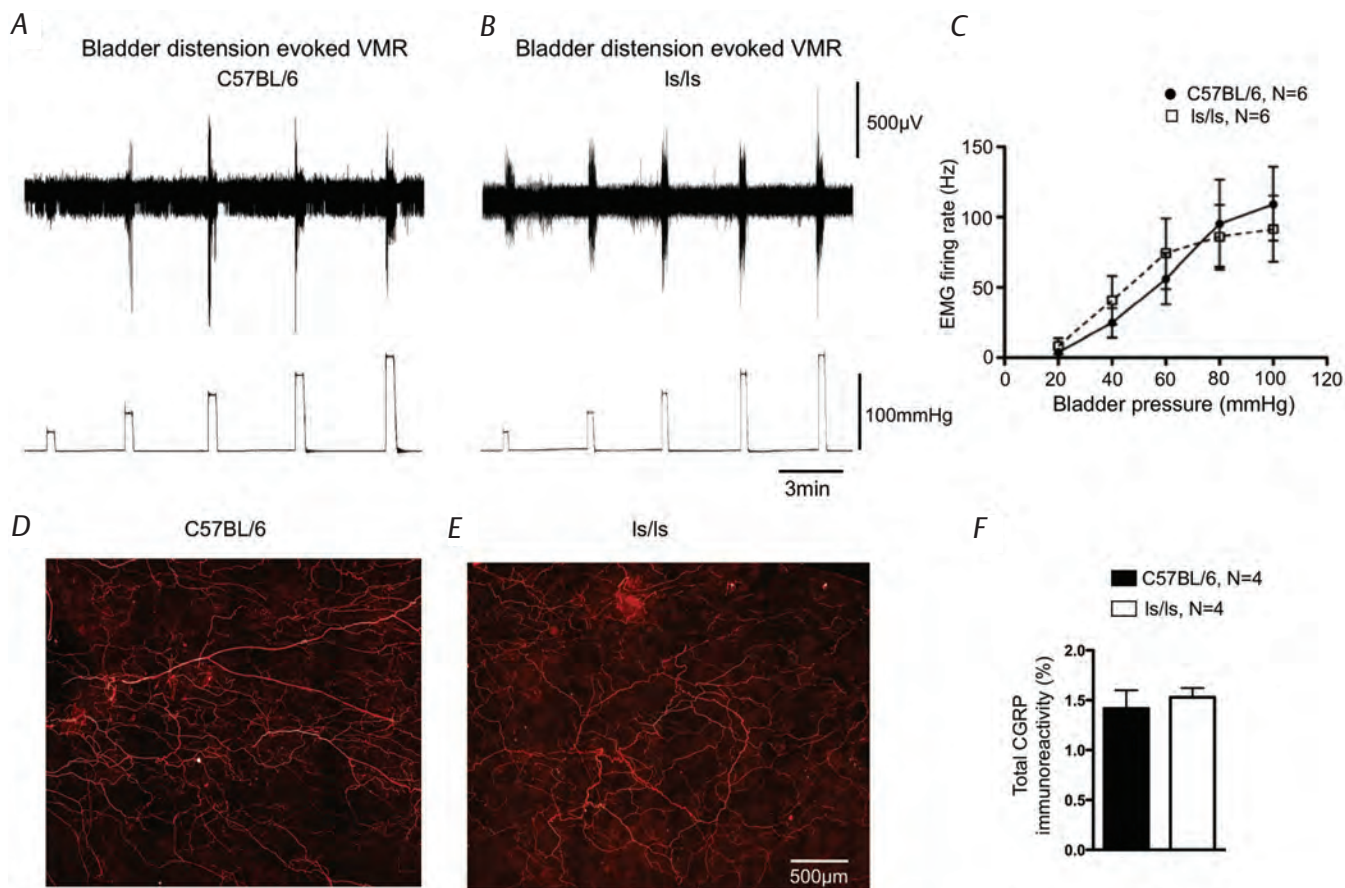 A
Bladder distension evoked VMR
C57BL/6
B
Bladder distension evoked VMR
ls/ls
500µV
100mmHg
3min
C
C57BL/6, N=6
ls/ls, N=6
EMG firing rate (Hz)
150
100
50
0
0 20 40 60 80 100 120
Bladder pressure (mmHg)
D
C57BL/6
E
ls/ls
500µm
F
C57BL/6, N=4
ls/ls, N=4
Total CGRP
immunoreactivity (%)
2.0
1.5
1.0
0.5
0.0